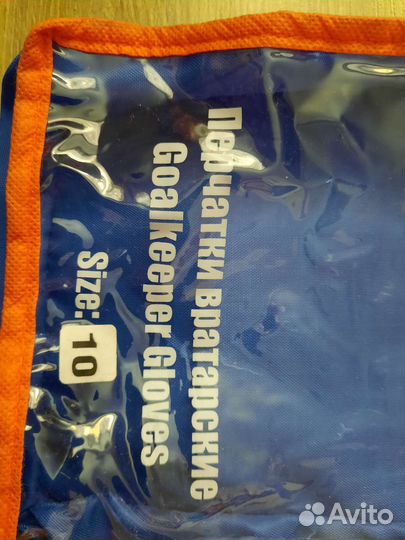 Перчатки вратарские
Goalkeeper Gloves
Size: 10
Avito